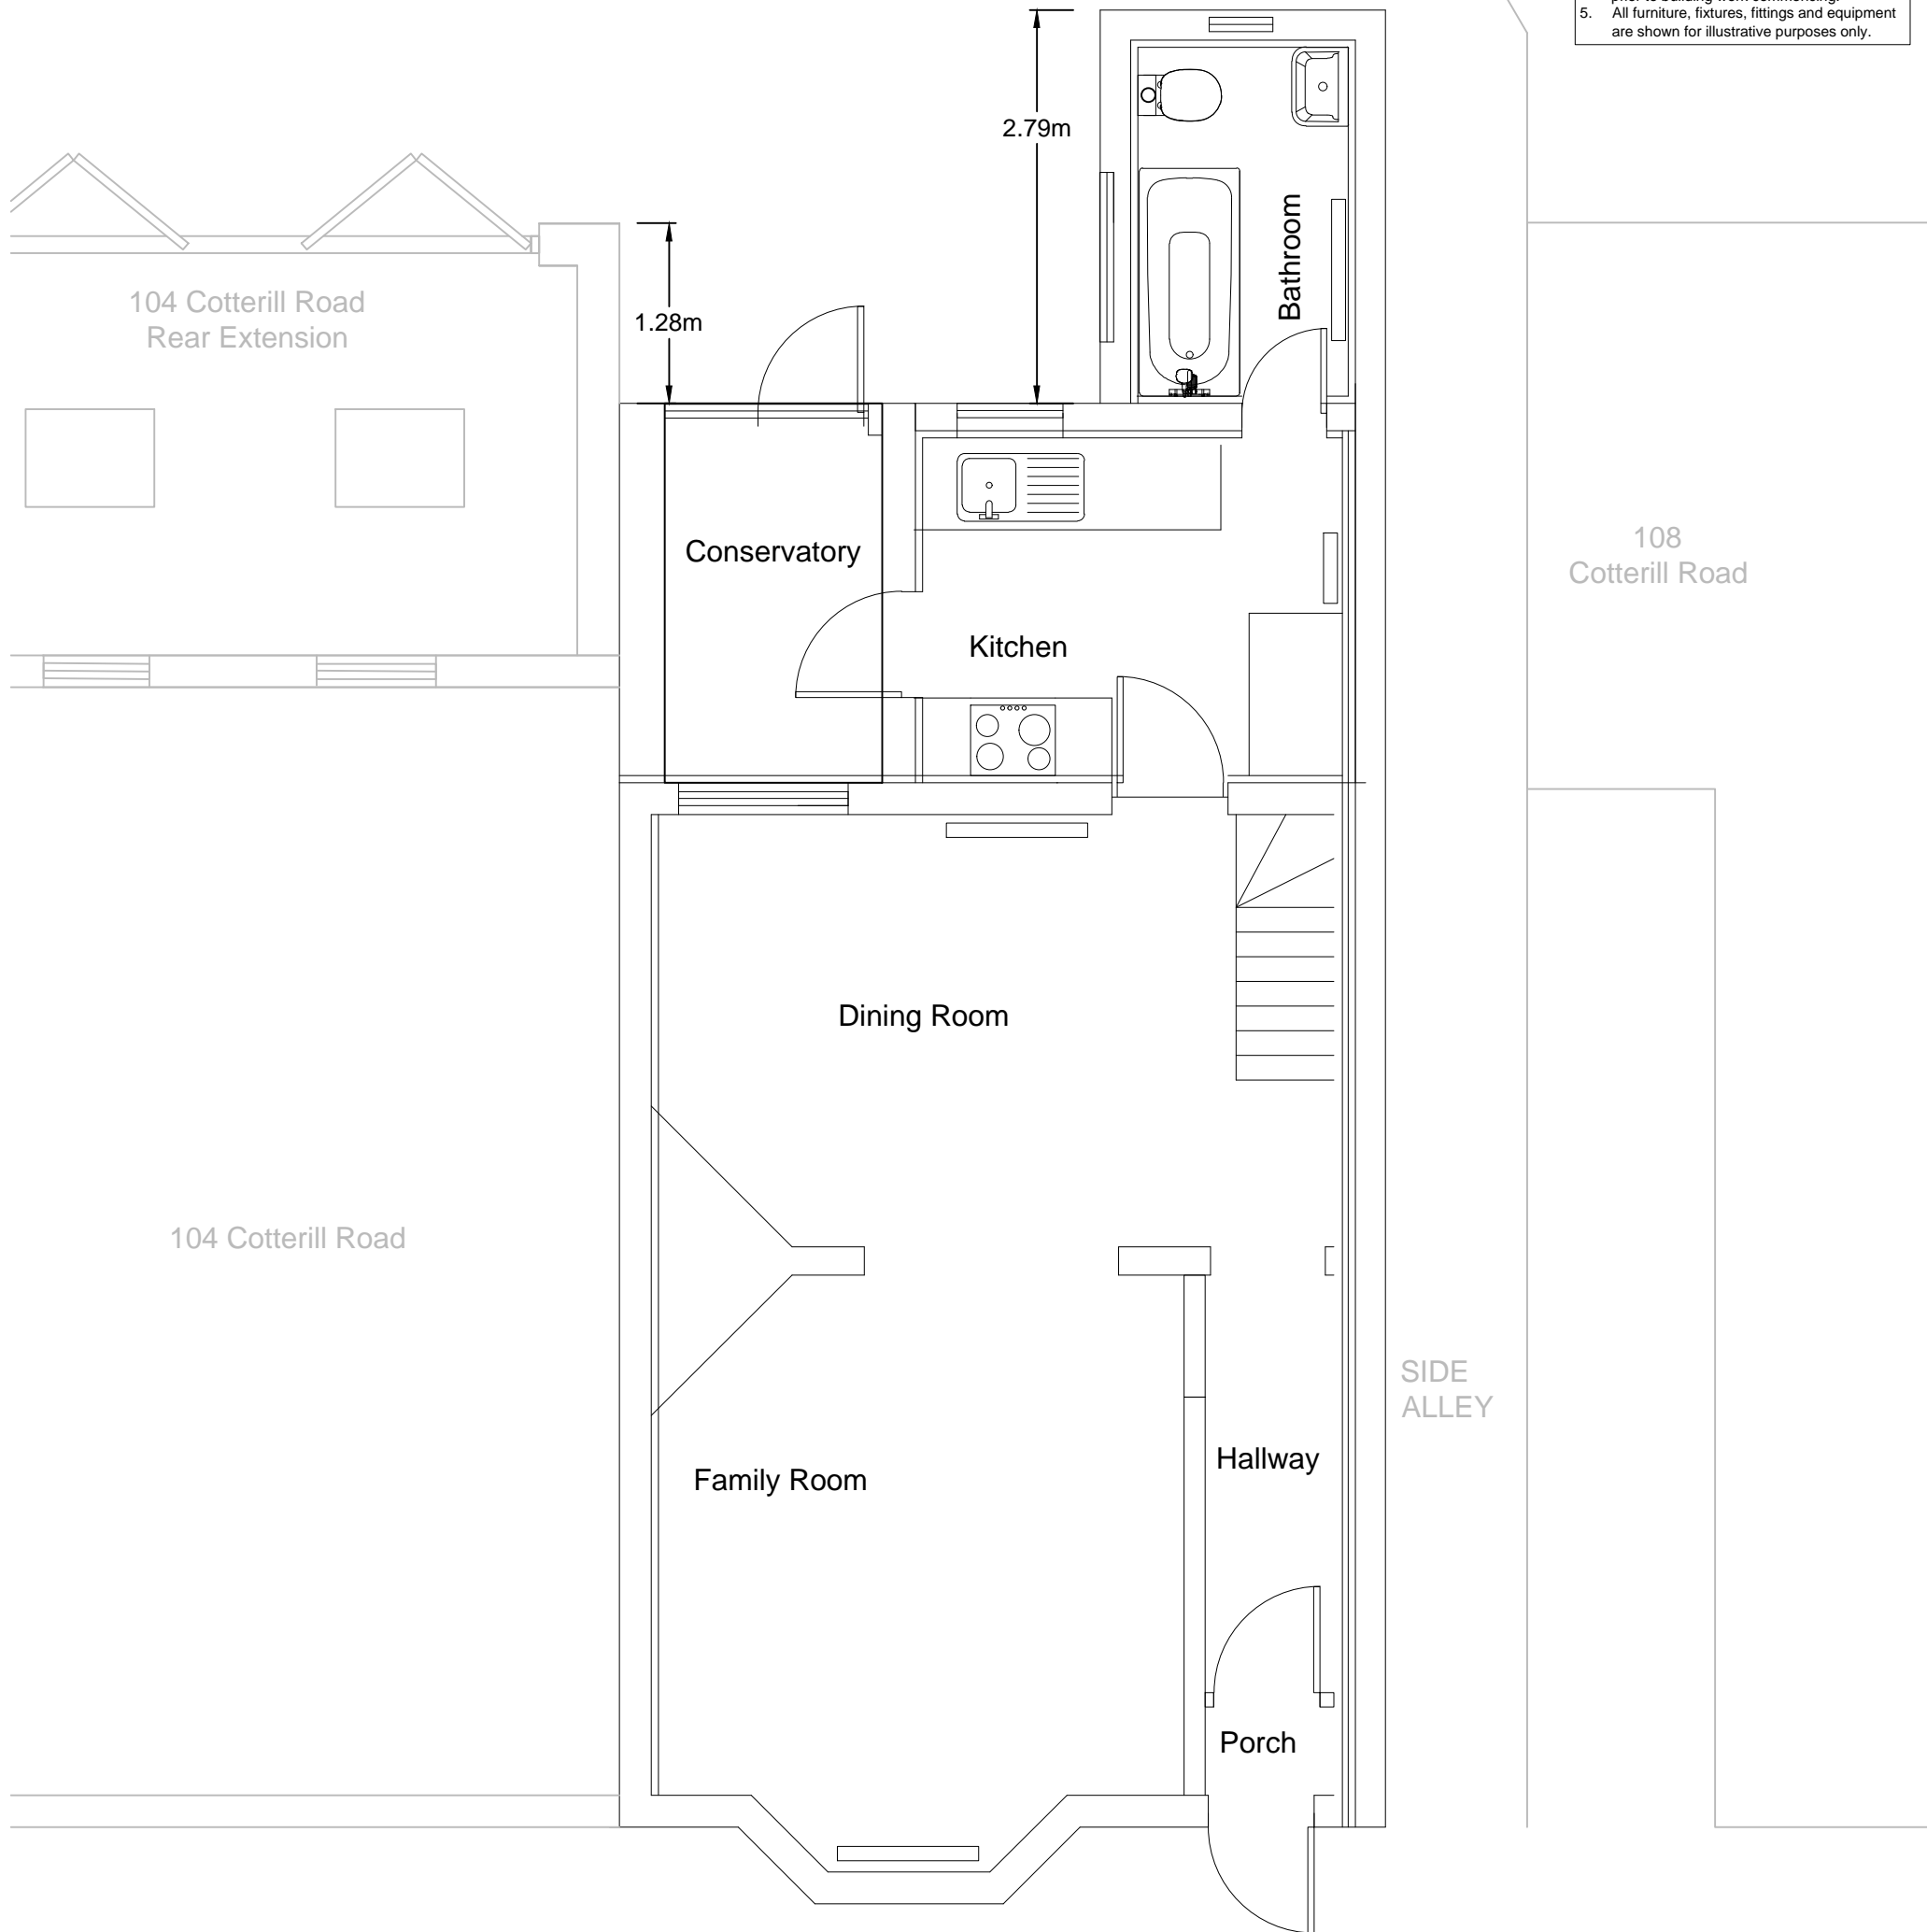 5. All furniture, fixtures, fittings and equipment
are shown for illustrative purposes only.
2.79m
Bathroom
104 Cotterill Road
Rear Extension
1.28m
Conservatory
108
Cotterill Road
Kitchen
Dining Room
104 Cotterill Road
SIDE
ALLEY
Hallway
Family Room
Porch